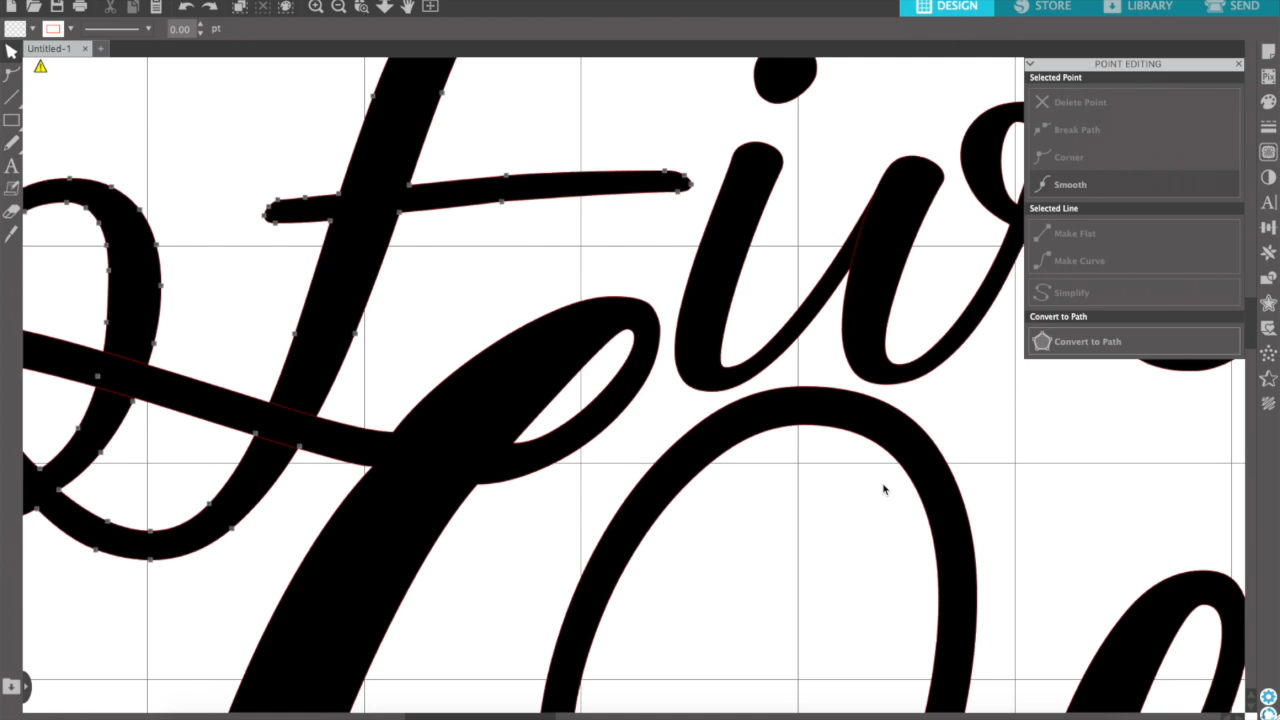 DESIGN
STORE
LIBRARY
SEND
0.00
pt
Untitled-1
POINT EDITING
Selected Point
Delete Point
Break Path
Corner
Smooth
Selected Line
Make Flat
Make Curve
Simplify
Convert to Path
Convert to Path